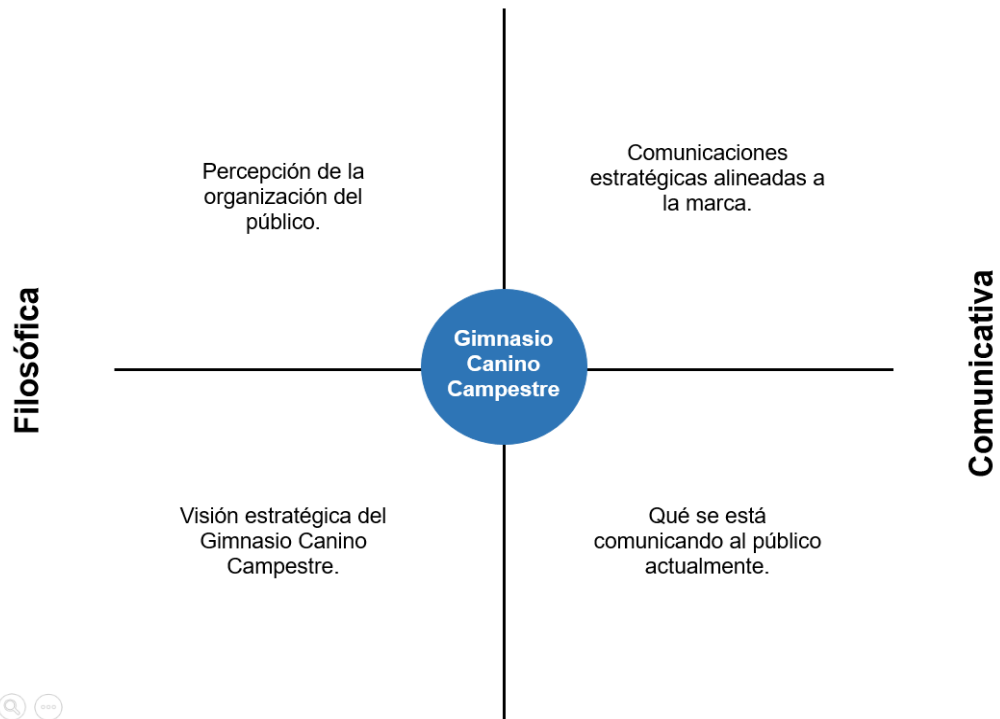 Percepción de la
organización del
público.
Comunicaciones
estratégicas alineadas a
la marca.
Filosófica
Gimnasio
Canino
Campestre
Comunicativa
Visión estratégica del
Gimnasio Canino
Campestre.
Qué se está
comunicando al público
actualmente.